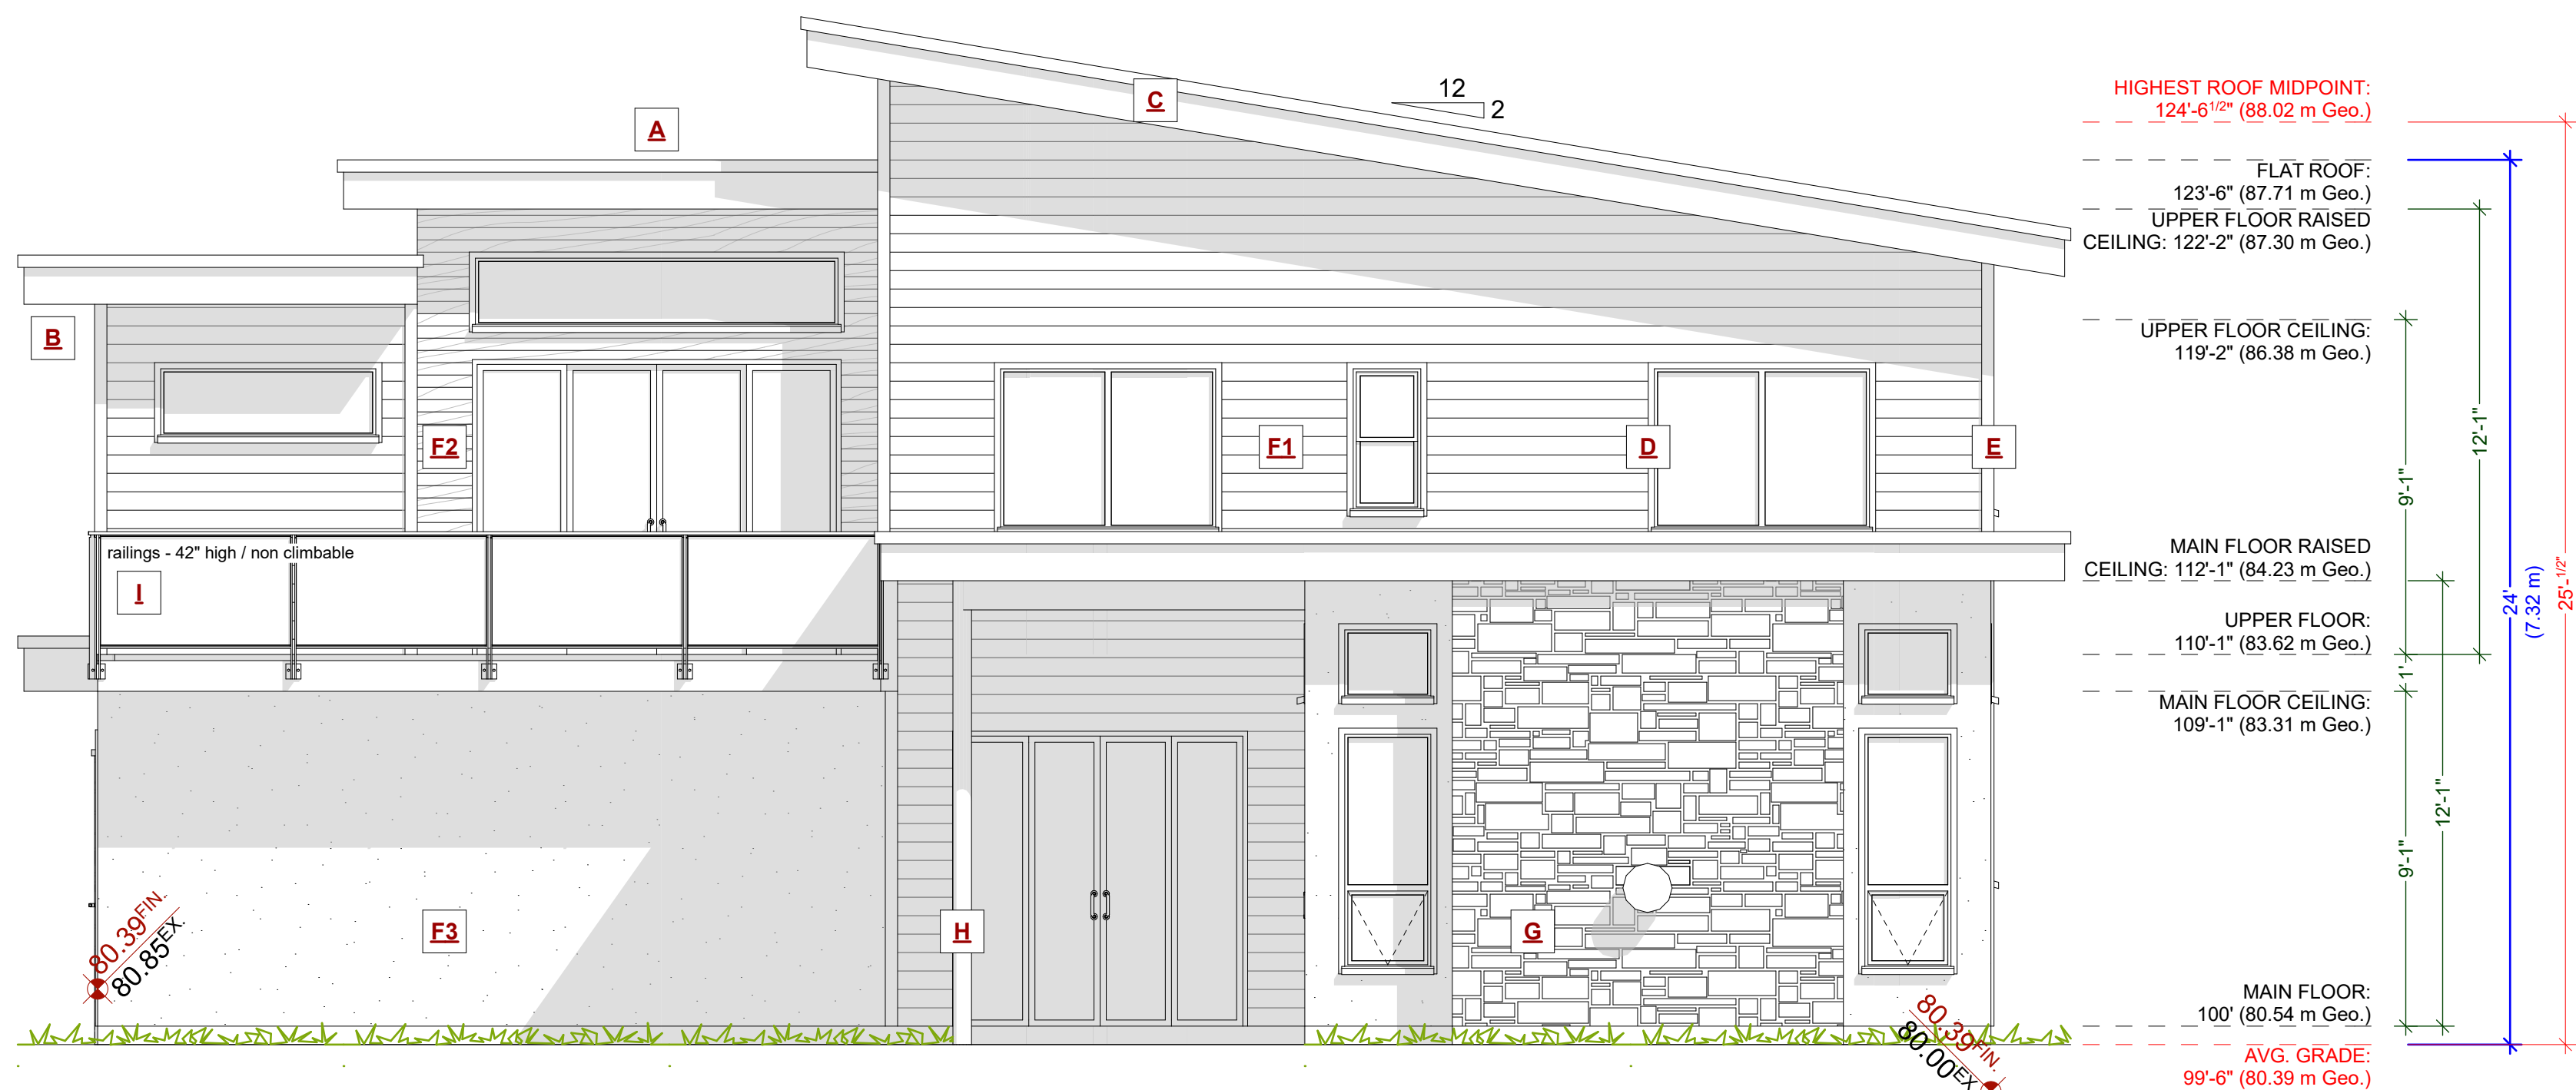 A
B
C
12
2
F2
F1
D
E
railings - 42" high / non climbable
I
F3
H
G
80.39FIN.
80.85EX.
80.39FIN.
80.00EX
HIGHEST ROOF MIDPOINT:
124'-6 1/2" (88.02 m Geo.)
FLAT ROOF:
123'-6" (87.71 m Geo.)
UPPER FLOOR RAISED
CEILING: 122'-2" (87.30 m Geo.)
UPPER FLOOR CEILING:
119'-2" (86.38 m Geo.)
MAIN FLOOR RAISED
CEILING: 112'-1" (84.23 m Geo.)
UPPER FLOOR:
110'-1" (83.62 m Geo.)
MAIN FLOOR CEILING:
109'-1" (83.31 m Geo.)
MAIN FLOOR:
100' (80.54 m Geo.)
AVG. GRADE:
99'-6" (80.39 m Geo.)
9'-1"
1'
9'-1"
12'-1"
12'-1"
24'
(7.32 m)
25'- 1/2"